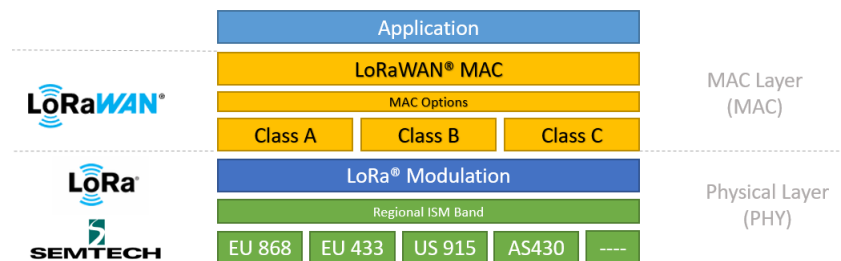 Application
LoRaWAN®
LoRaWAN® MAC
MAC Options
Class A Class B Class C
MAC Layer
(MAC)
LoRa®
SEMTECH
LoRa® Modulation
Regional ISM Band
EU 868 EU 433 US 915 AS430 ----
Physical Layer
(PHY)